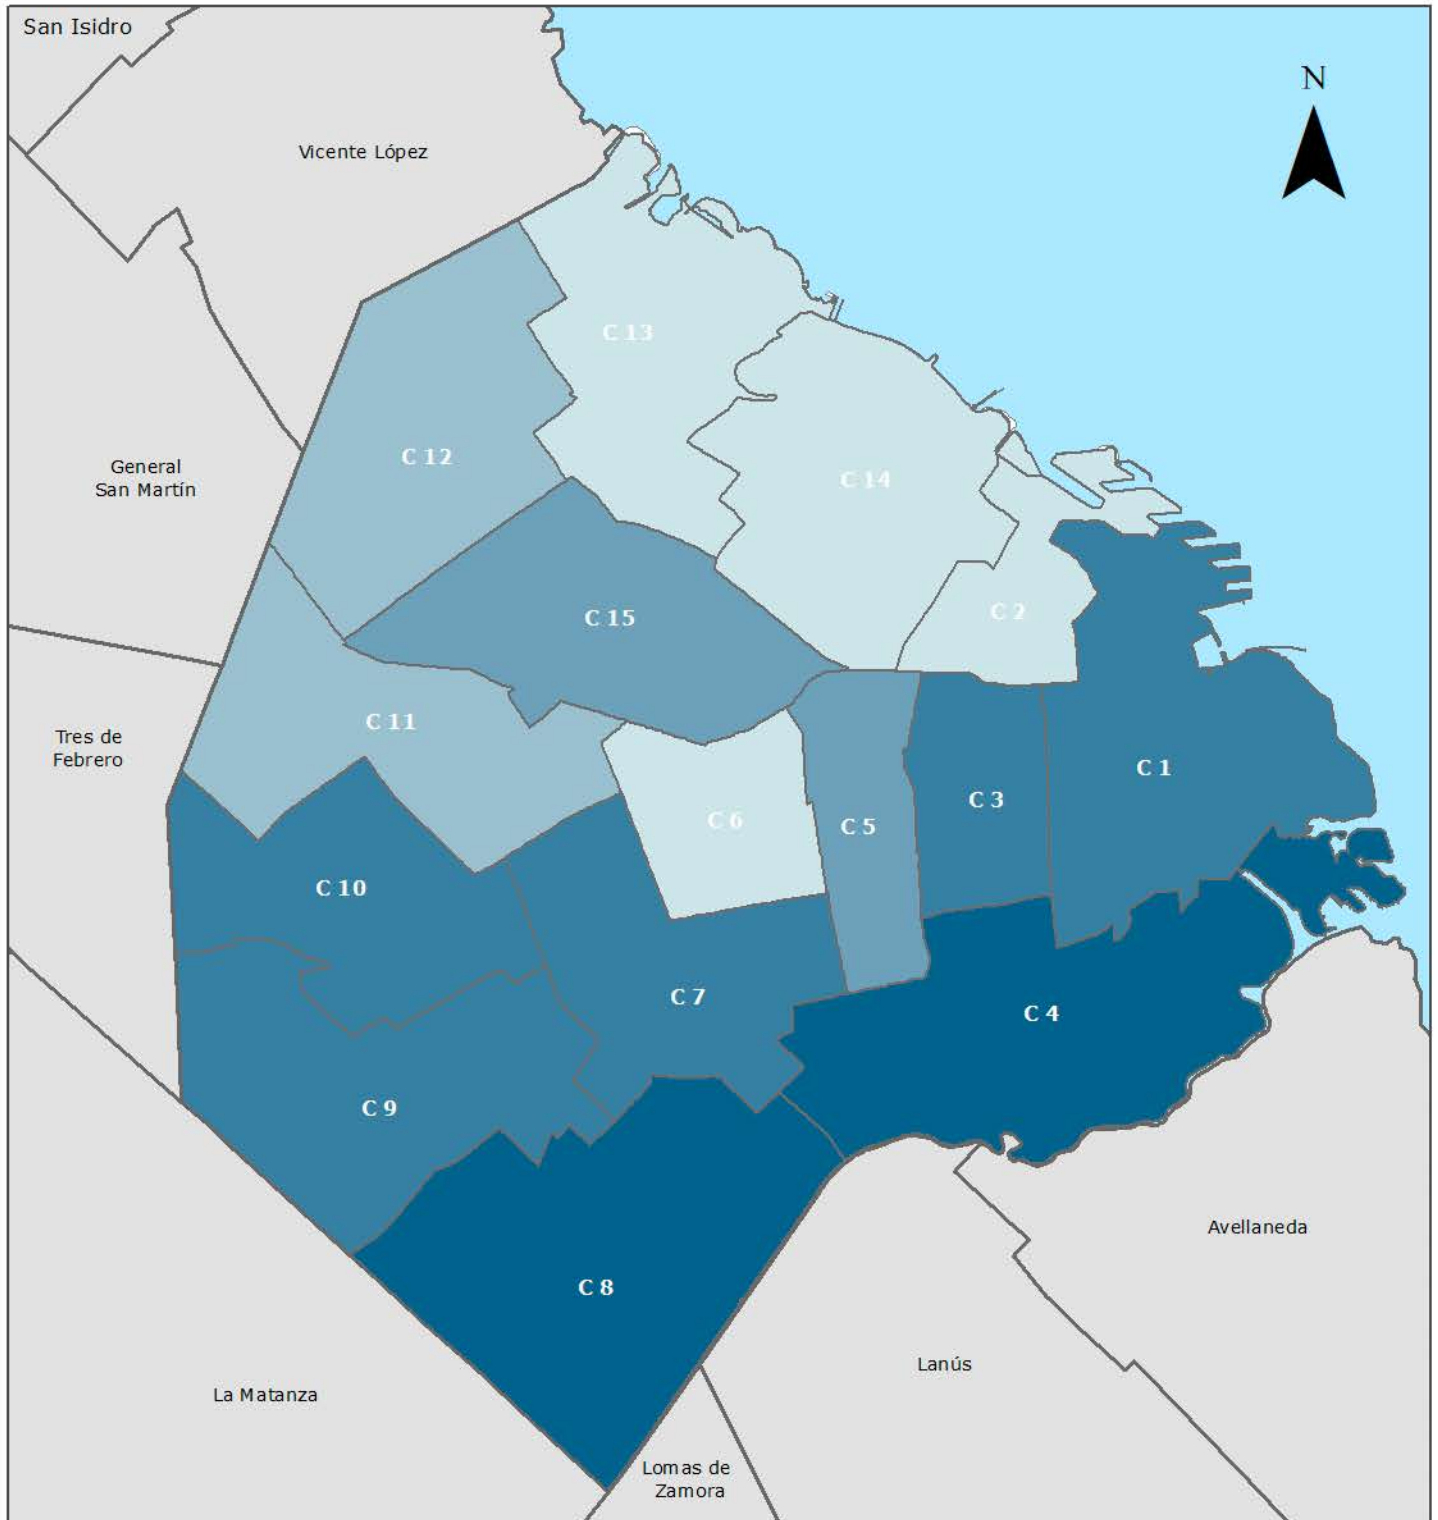 San Isidro
N
Vicente López
C 13
C 12
General
San Martín
C 14
C 2
C 15
C 11
Tres de
Febrero
C 1
C 3
C 6
C 5
C 10
C 7
C 4
C 9
Avellaneda
C 8
Lanús
La Matanza
Lomas de
Zamora